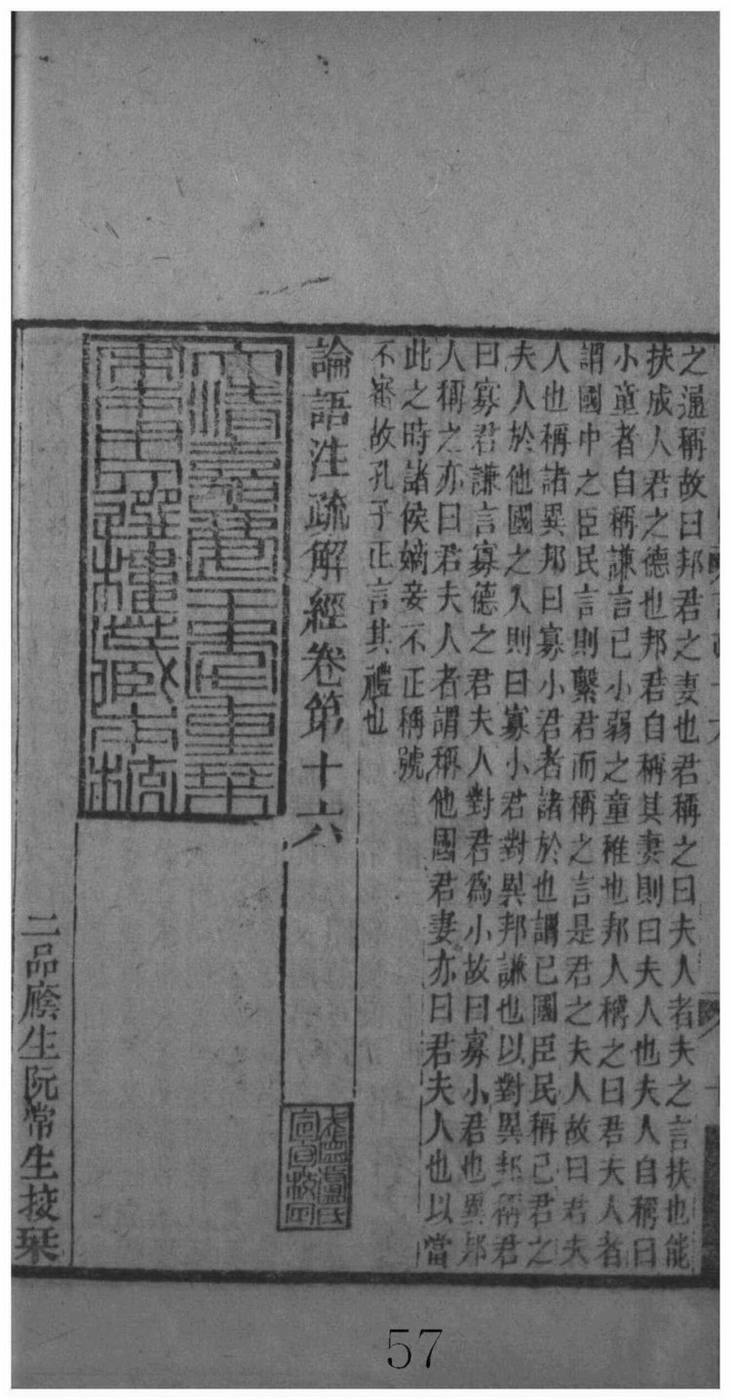 之通稱故曰邦君之妻也君稱之曰夫人者夫之言扶也能
扶成人君之德也邦君自稱其妻則曰夫人也夫人自稱曰
小童者自稱謙言已小弱之童稚也邦人稱之曰君夫人者
謂國中之臣民言則繫君而稱之言是君之夫人故曰君夫
人也稱諸異邦曰寡小君者諸於也謂已國臣民稱己君之
夫人於他國之人則曰寡小君對異邦謙也以對異邦稱君
曰寡君謙言寡德之君夫人對君為小故曰寡小君也異邦
人稱之亦曰君夫人者謂稱他國君妻亦曰君夫人也以當
此之時諸侯嫡妾不正稱號
不審故孔子正言其禮也
論語注疏解經卷第十六
二品廕生阮常生挍栞
57